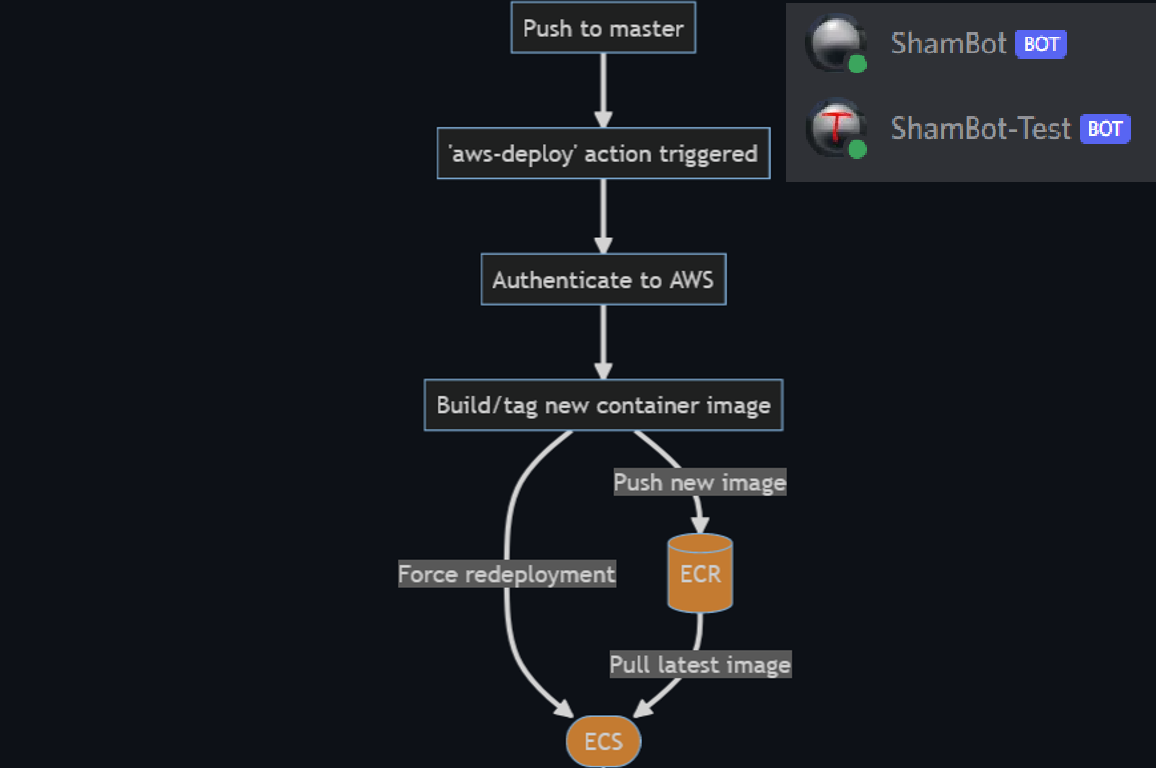 Push to master
'aws-deploy' action triggered
Authenticate to AWS
Build/tag new container image
Push new image
Force redeployment
ECR
Pull latest image
ECS
ShamBot BOT
T
ShamBot-Test BOT